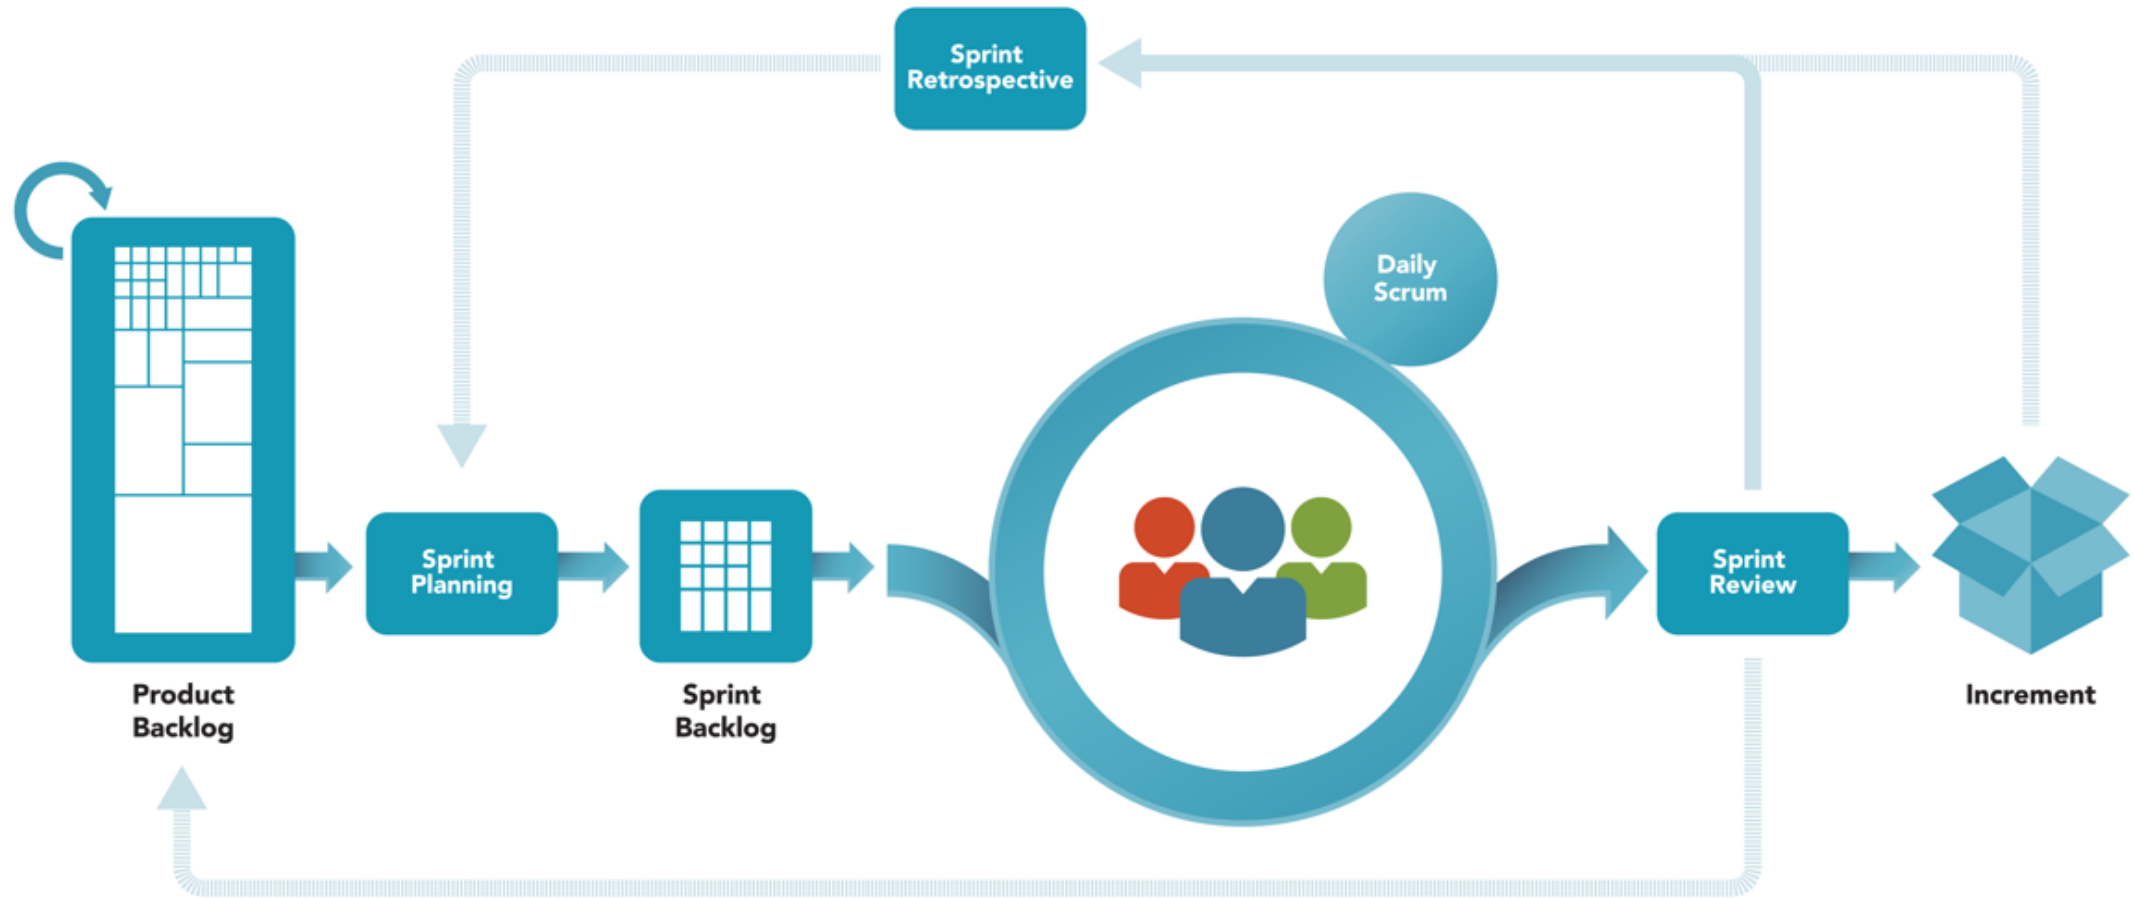 Sprint
Retrospective
Daily
Scrum
Sprint
Planning
Sprint
Review
Product
Backlog
Sprint
Backlog
Increment